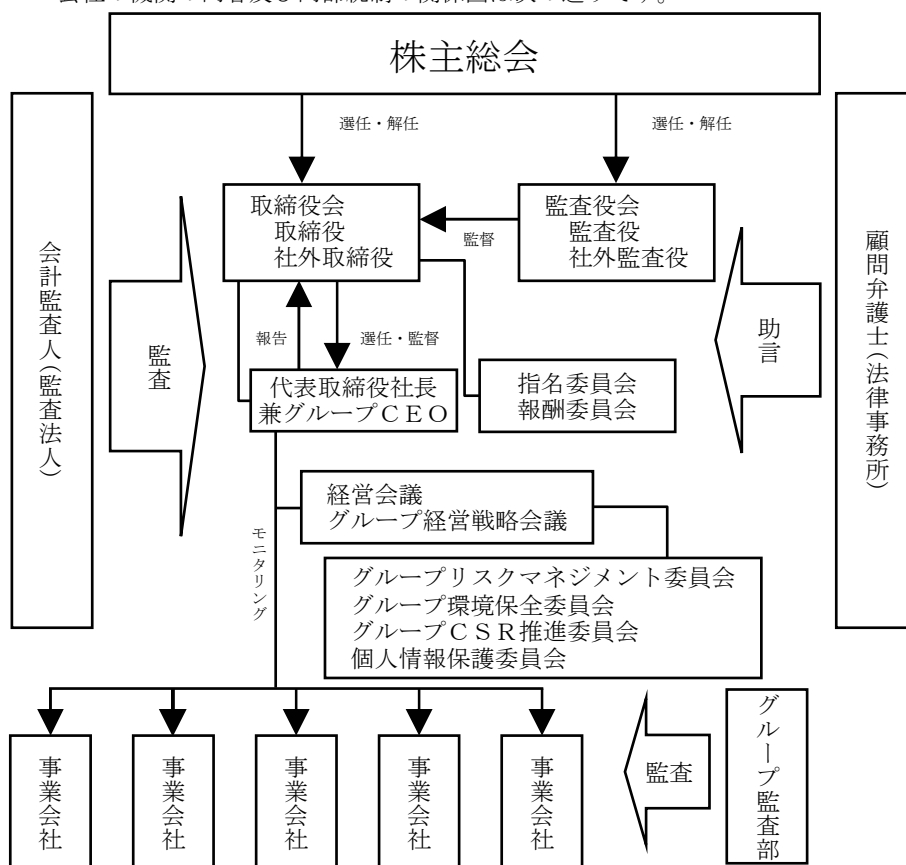 会社の機関の内容及び内部統制の関係図は次の通りです。
株主総会
選任・解任
選任・解任
会計監査人(監査法人)
監査
取締役会
取締役
社外取締役
監督
監査役会
監査役
社外監査役
助言
顧問弁護士(法律事務所)
報告
選任・監督
代表取締役社長
兼グループCEO
指名委員会
報酬委員会
モニタリング
経営会議
グループ経営戦略会議
グループリスクマネジメント委員会
グループ環境保全委員会
グループCSR推進委員会
個人情報保護委員会
事業会社
事業会社
事業会社
事業会社
事業会社
監査
グループ監査部